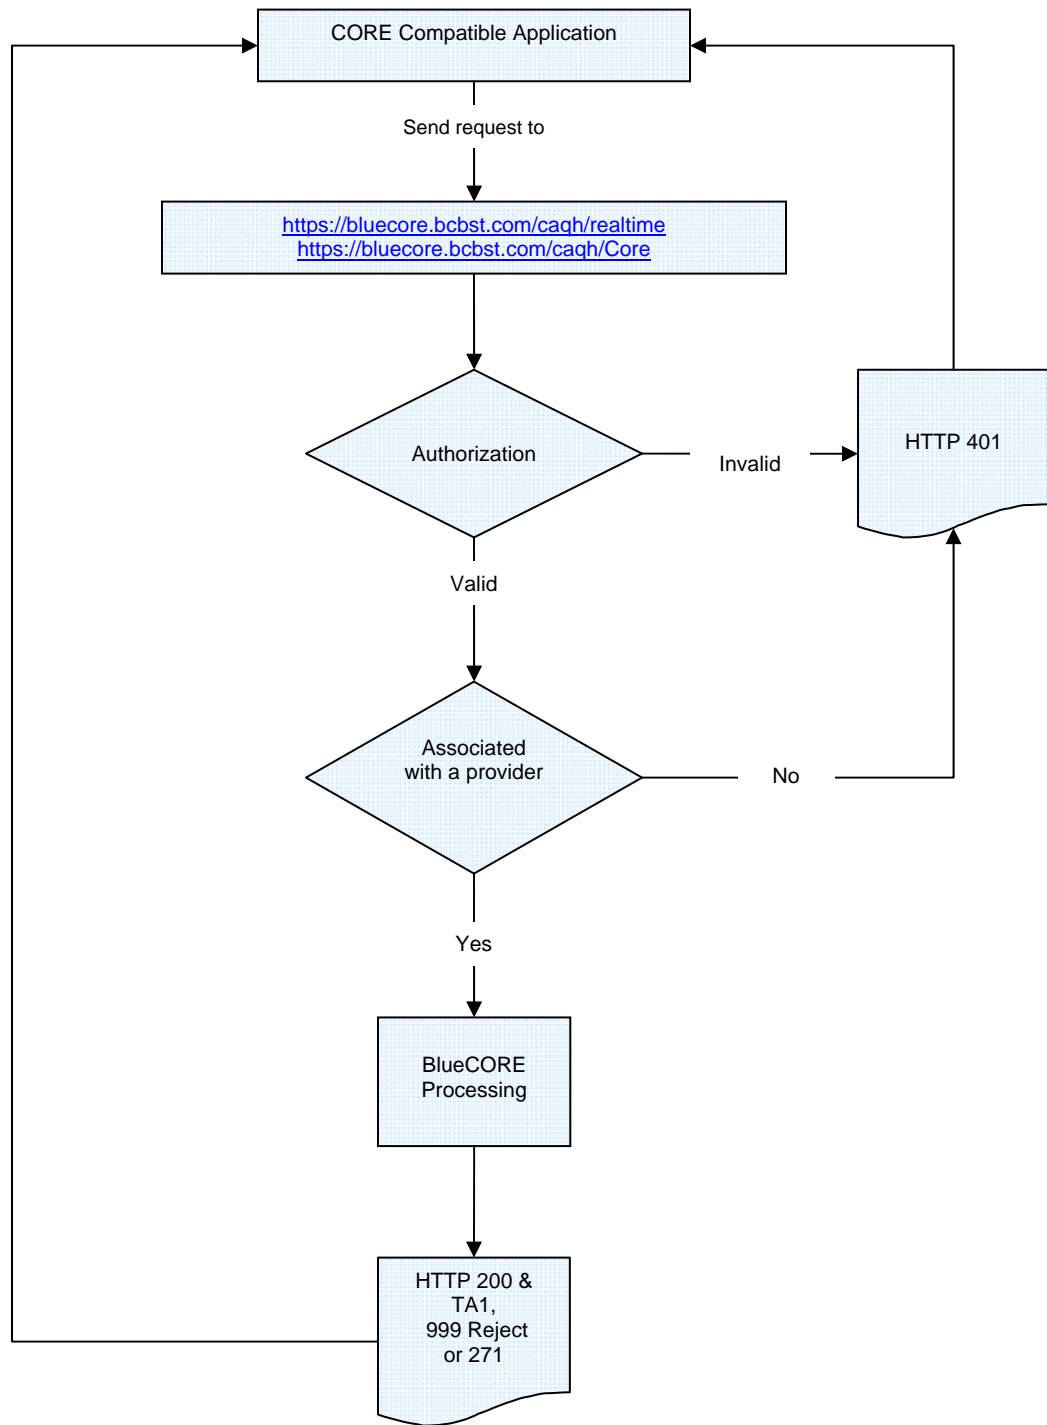 CORE Compatible Application
Send request to
https://bluecore.bcbst.com/caqh/realtime
https://bluecore.bcbst.com/caqh/Core
Authorization
Invalid
HTTP 401
Valid
Associated
with a provider
No
Yes
BlueCORE
Processing
HTTP 200 &
TA1,
999 Reject
or 271